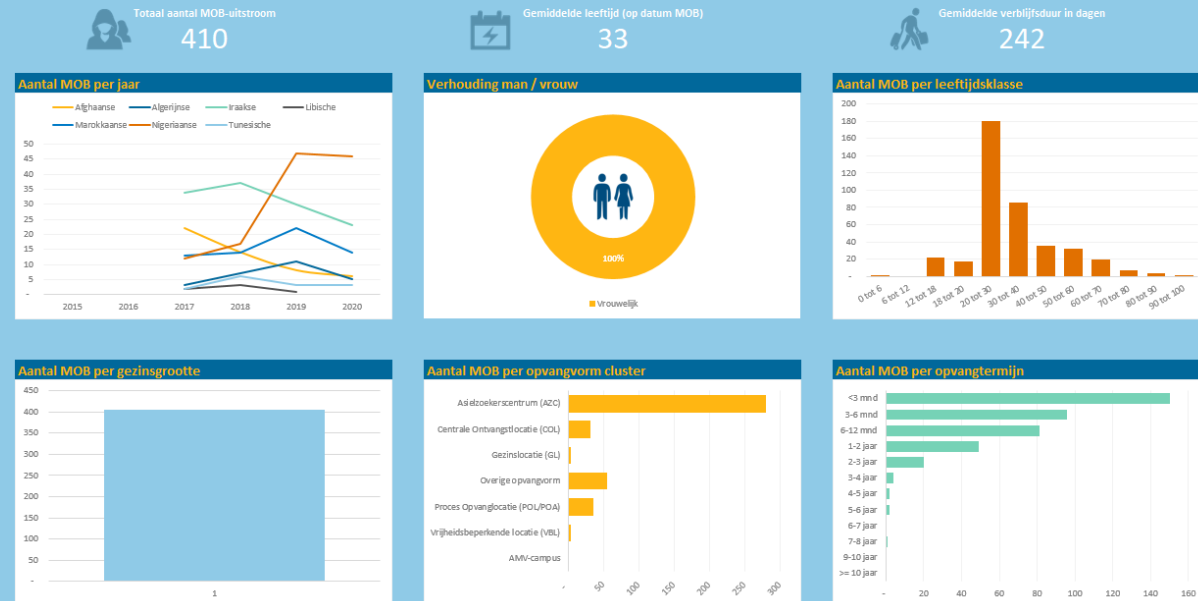 Totaal aantal MOB-uitstroom
410
Gemiddelde leeftijd (op datum MOB)
33
Gemiddelde verblijfsduur in dagen
242
Aantal MOB per jaar
Afghaanse Algerijnse Iraakse Libische
Marokkaanse Nigeriaanse Tunesische
50
45
40
35
30
25
20
15
10
5
-
2015 2016 2017 2018 2019 2020
Verhouding man / vrouw
100%
Vrouwelijk
Aantal MOB per leeftijdsklasse
200
180
160
140
120
100
80
60
40
20
-
0 tot 6 6 tot 12 12 tot 18 18 tot 20 20 tot 30 30 tot 40 40 tot 50 50 tot 60 60 tot 70 70 tot 80 80 tot 90 90 tot 100
Aantal MOB per gezinsgrootte
450
400
350
300
250
200
150
100
50
-
1
Aantal MOB per opvangvorm cluster
Asielzoekerscentrum (AZC)
Centrale Ontvangstlocatie (COL)
Gezinslocatie (GL)
Overige opvangvorm
Proces Opvanglocatie (POL/POA)
Vrijheidsbeperkende locatie (VBL)
AMV-campus
- 50 100 150 200 250 300
Aantal MOB per opvangtermijn
<3 mnd
3-6 mnd
6-12 mnd
1-2 jaar
2-3 jaar
3-4 jaar
4-5 jaar
5-6 jaar
6-7 jaar
7-8 jaar
9-10 jaar
>= 10 jaar
- 20 40 60 80 100 120 140 160